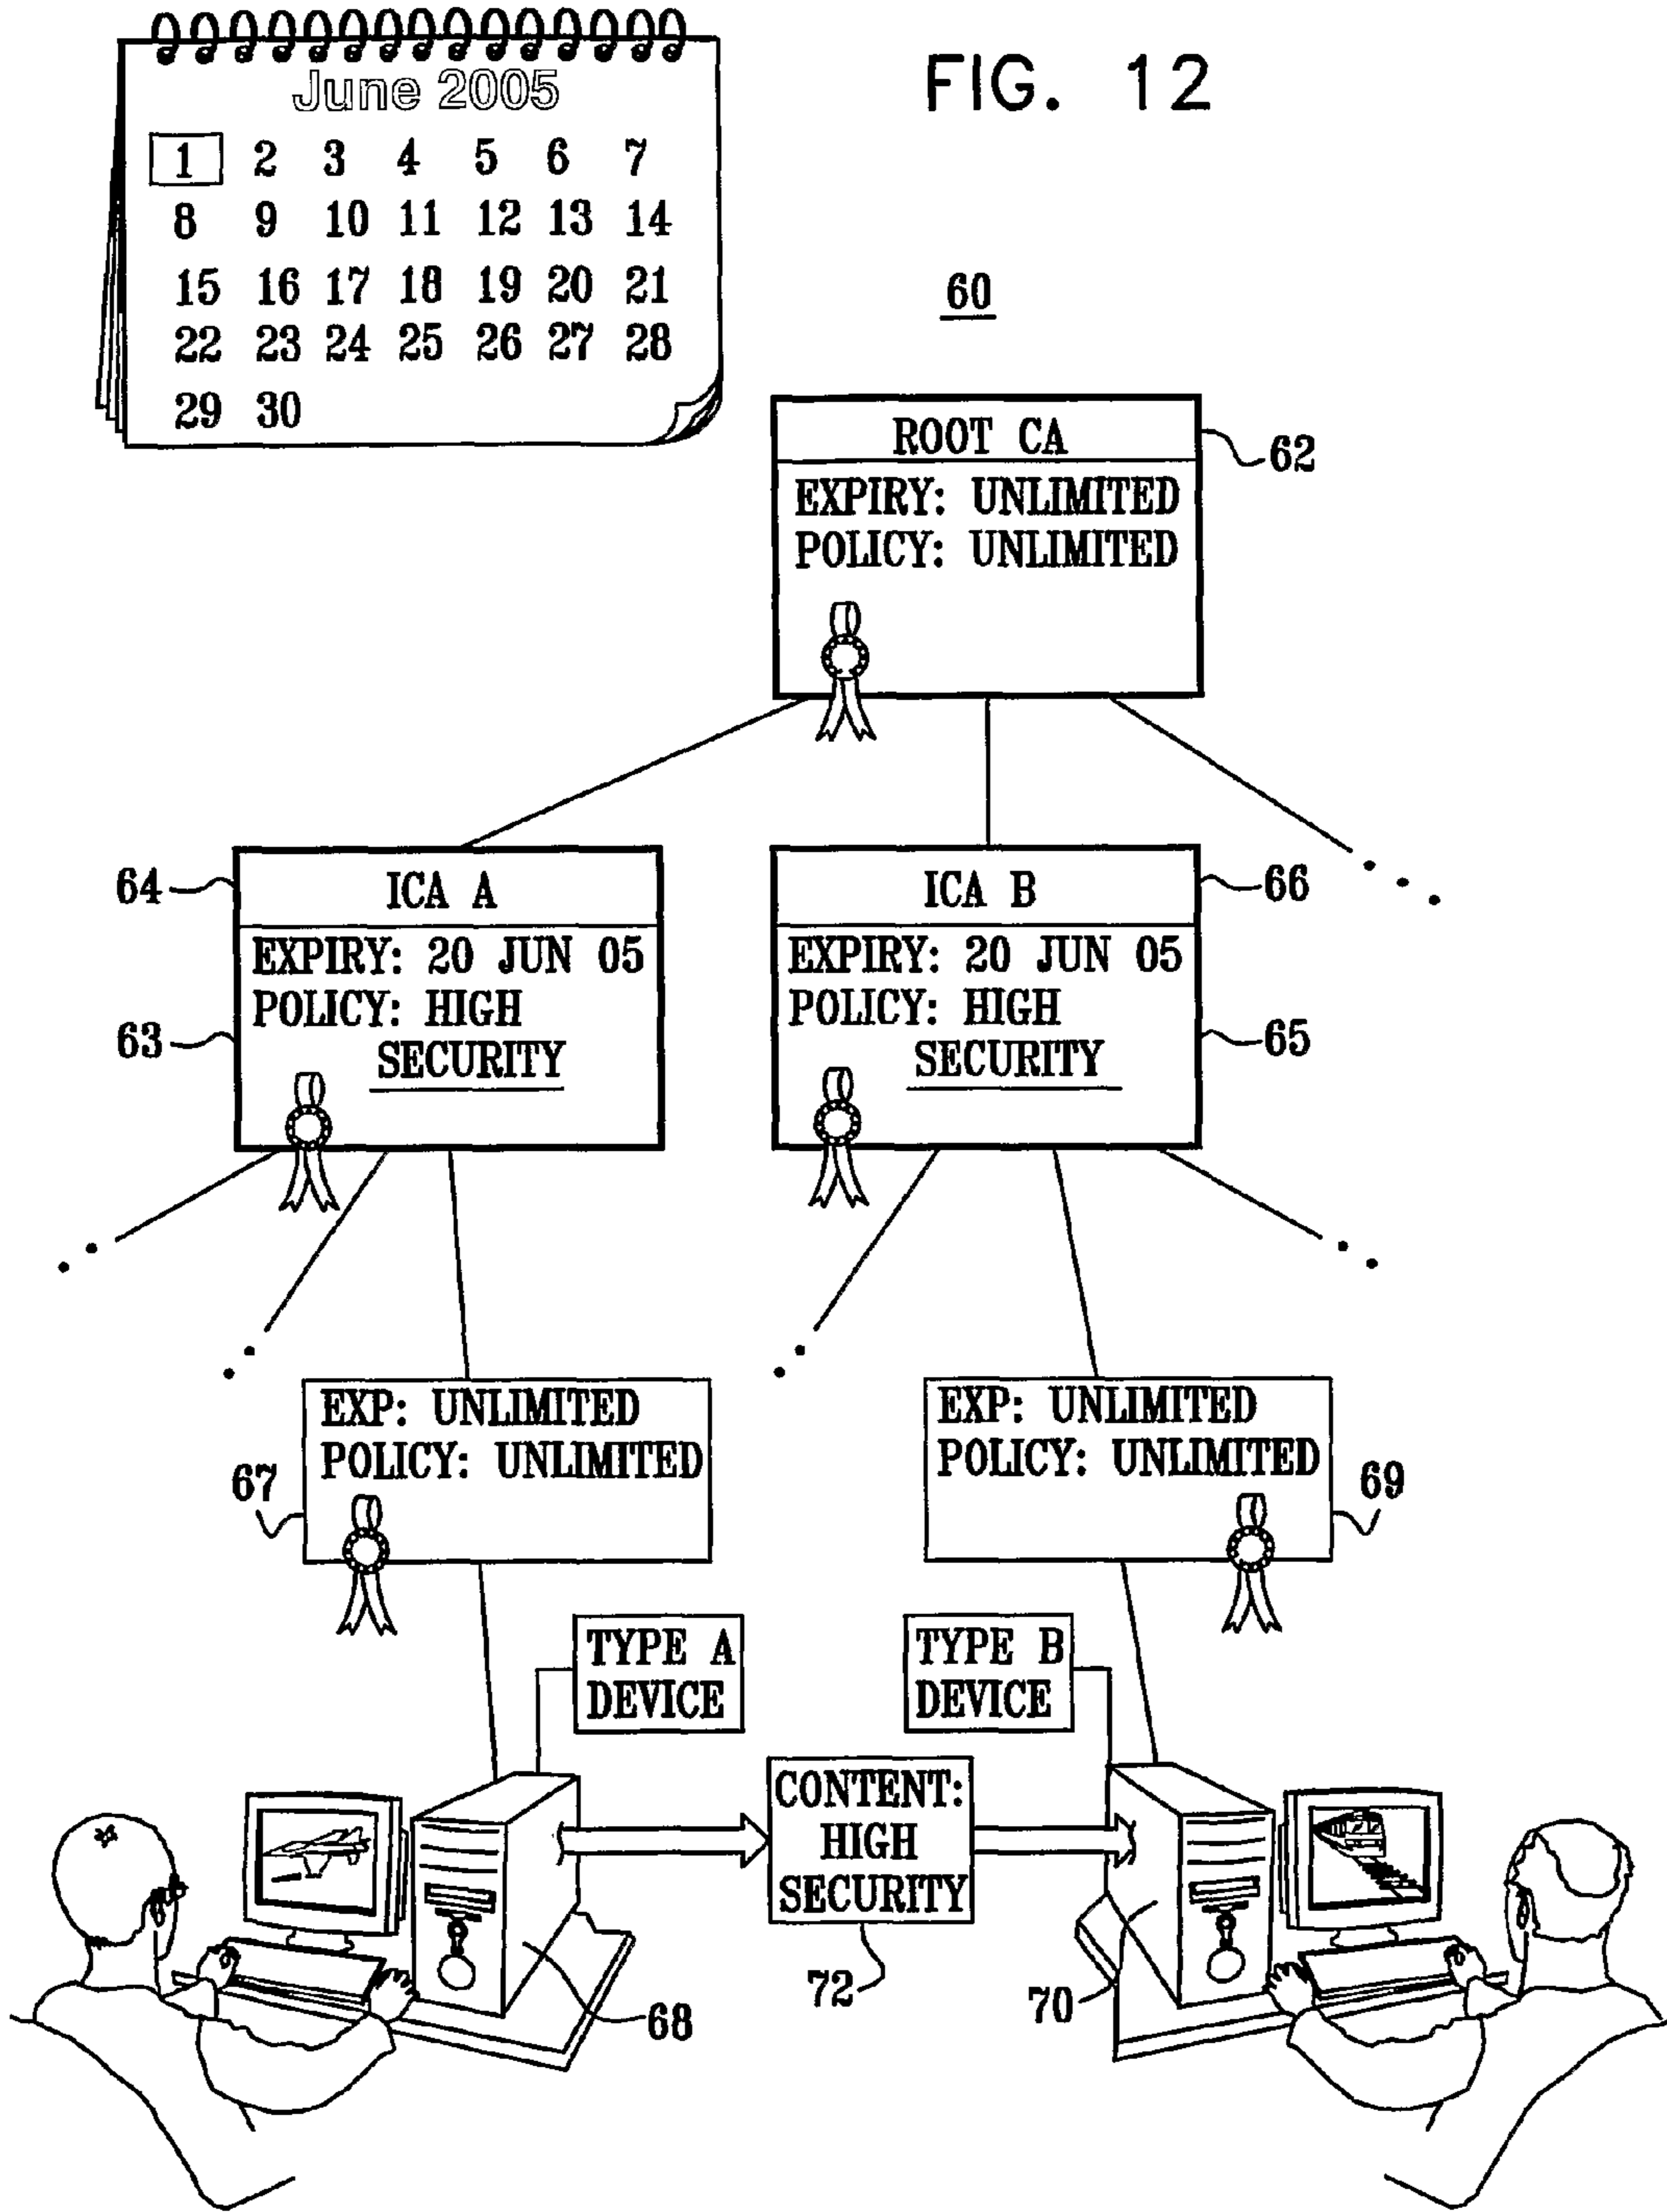 FIG. 12
June 2005
1 2 3 4 5 6 7
8 9 10 11 12 13 14
15 16 17 18 19 20 21
22 23 24 25 26 27 28
29 30
60
ROOT CA
62
EXPIRY: UNLIMITED
POLICY: UNLIMITED
64
ICA A
EXPIRY: 20 JUN 05
POLICY: HIGH
SECURITY
63
ICA B
66
EXPIRY: 20 JUN 05
POLICY: HIGH
SECURITY
65
EXP: UNLIMITED
POLICY: UNLIMITED
67
EXP: UNLIMITED
POLICY: UNLIMITED
69
TYPE A
DEVICE
TYPE B
DEVICE
CONTENT:
HIGH
SECURITY
72
68
70